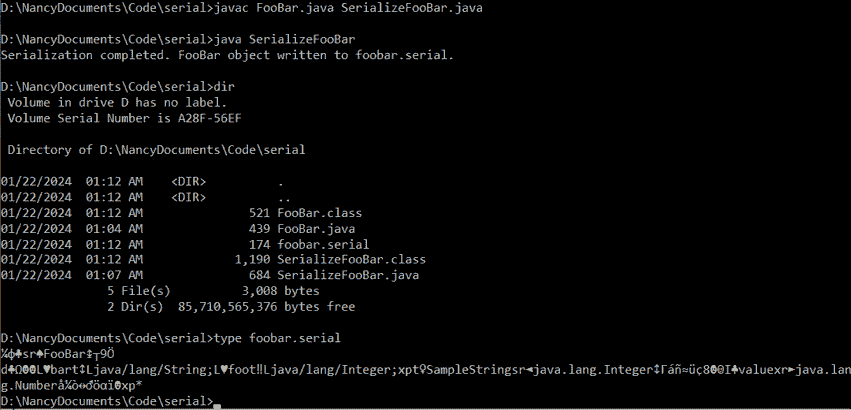 D:\NancyDocuments\Code\serial>javac FooBar.java SerializeFooBar.java
D:\NancyDocuments\Code\serial>java SerializeFooBar
Serialization completed. FooBar object written to foobar.serial.
D:\NancyDocuments\Code\serial>dir
Volume in drive D has no label.
Volume Serial Number is A28F-56EF
Directory of D:\NancyDocuments\Code\serial
01/22/2024  01:12 AM    <DIR>          .
01/22/2024  01:12 AM    <DIR>          ..
01/22/2024  01:12 AM               521 FooBar.class
01/22/2024  01:04 AM               439 FooBar.java
01/22/2024  01:12 AM               174 foobar.serial
01/22/2024  01:12 AM             1,190 SerializeFooBar.class
01/22/2024  01:07 AM               684 SerializeFooBar.java
5 File(s)          3,008 bytes
2 Dir(s)  85,710,565,376 bytes free
D:\NancyDocuments\Code\serial>type foobar.serial
♣sr♠FooBar
L♥bart↕Ljava/lang/String;L♥foot‼Ljava/lang/Integer;xpt♀SampleStringsr◄java.lang.Integer I♣valuexr►java.lan
g.Number xp*
D:\NancyDocuments\Code\serial>